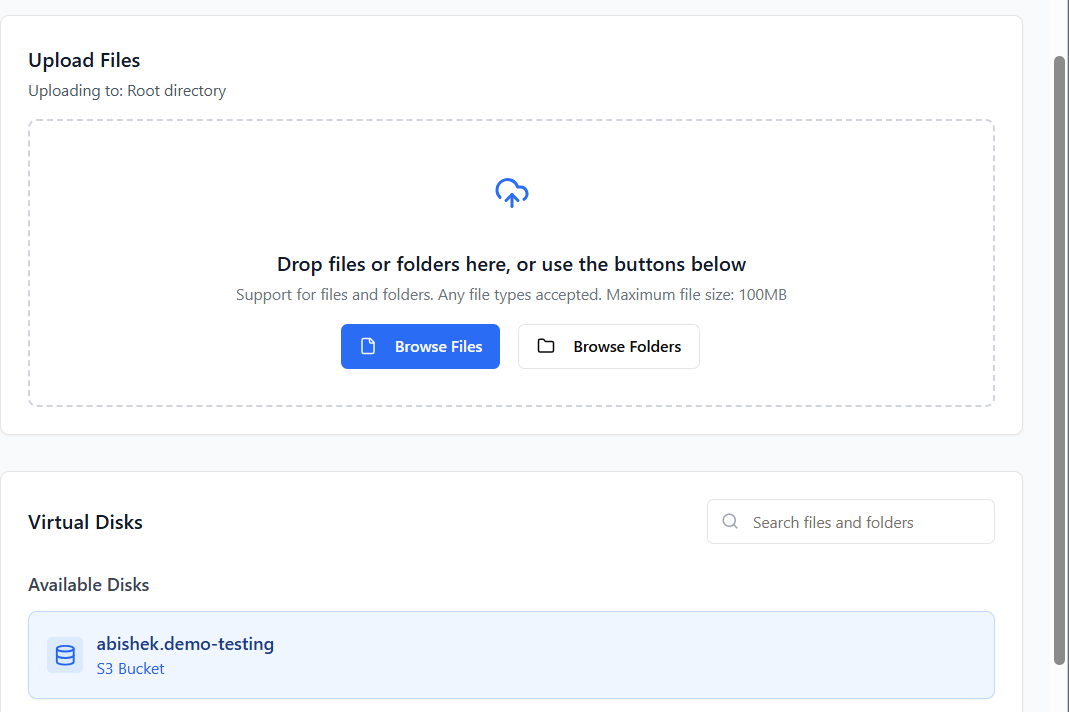 Upload Files
Uploading to: Root directory
Drop files or folders here, or use the buttons below
Support for files and folders. Any file types accepted. Maximum file size: 100MB
Browse Files
Browse Folders
Virtual Disks
Search files and folders
Available Disks
abishek.demo-testing
S3 Bucket